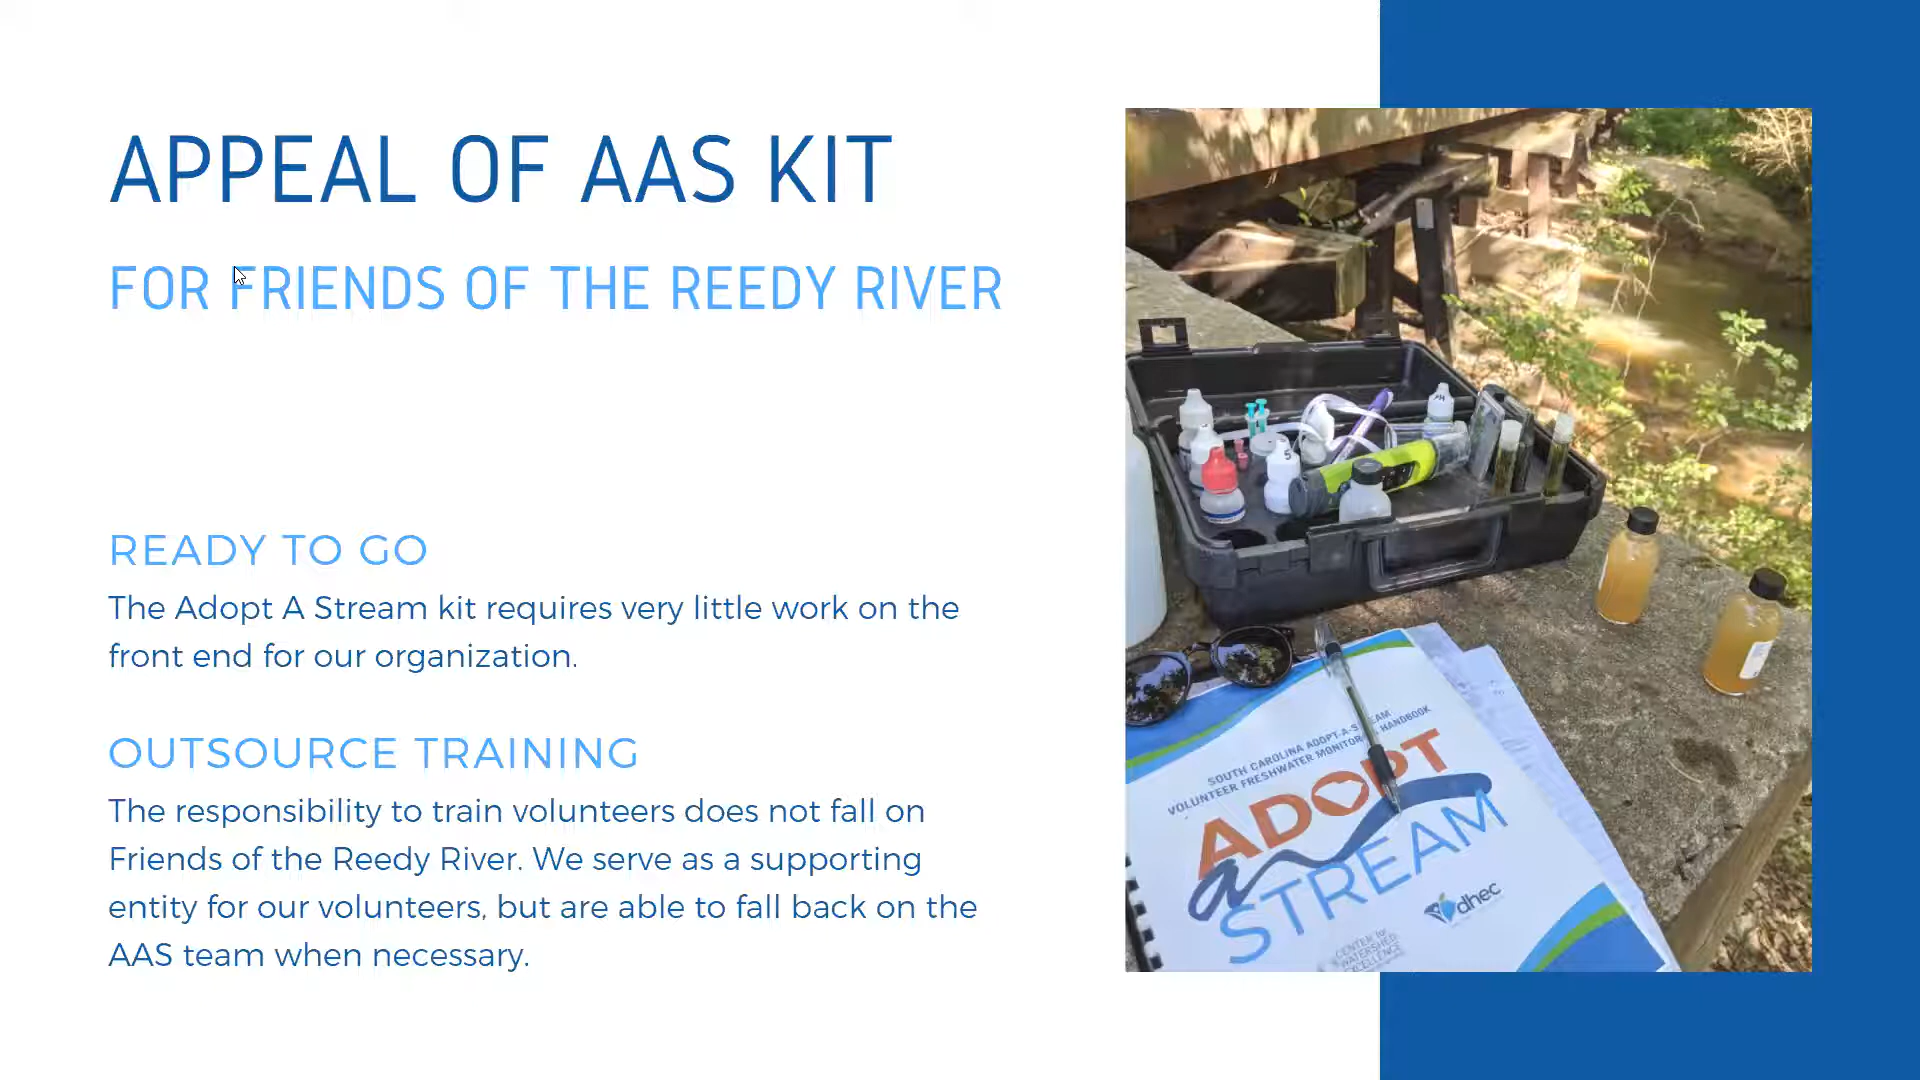 APPEAL OF AAS KIT
FOR FRIENDS OF THE REEDY RIVER
READY TO GO
The Adopt A Stream kit requires very little work on the
front end for our organization.
OUTSOURCE TRAINING
The responsibility to train volunteers does not fall on
Friends of the Reedy River. We serve as a supporting
entity for our volunteers, but are able to fall back on the
AAS team when necessary.
5
SOUTH CAROLINA ADOPT-A-
VOLUNTEER FRESHWATER HANDBOOK
ADOPT
a
STREAM
dhec
CENTER for
WATERSHED
EXCELLENCE